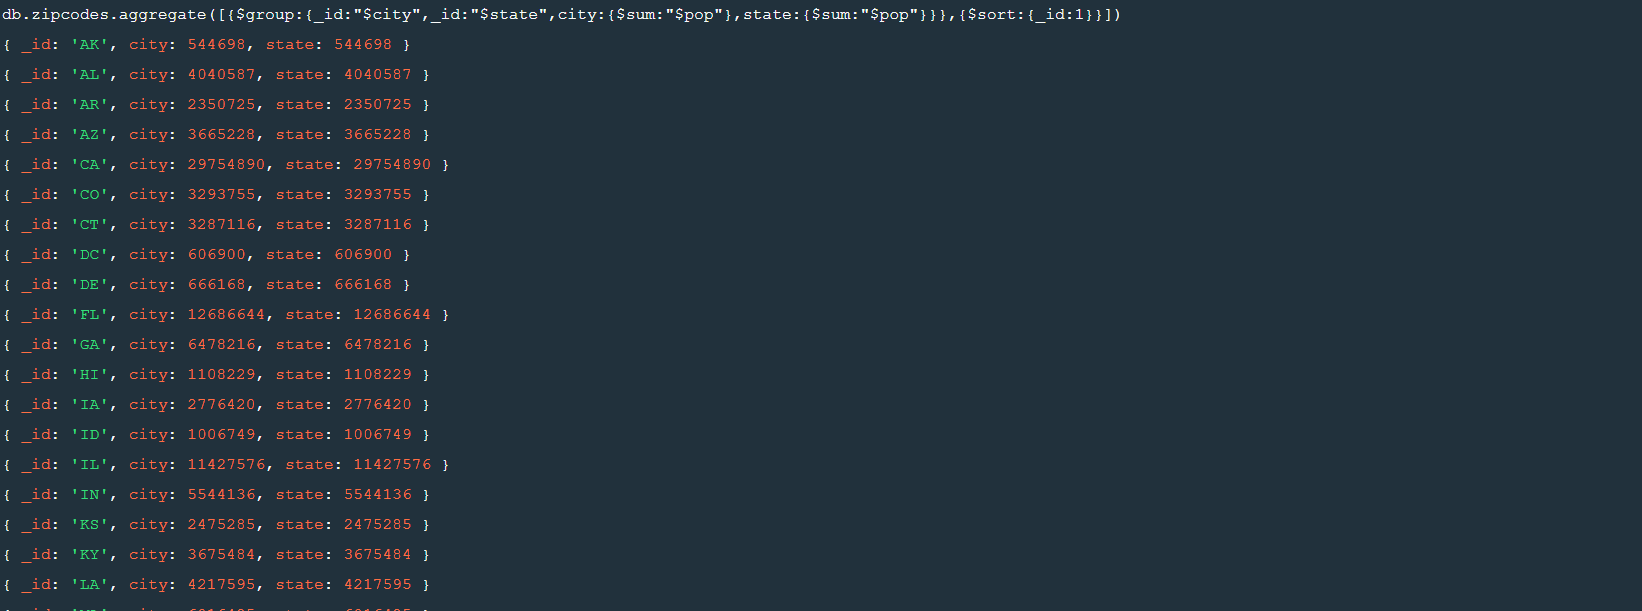 db.zipcodes.aggregate([{$group:{_id:"$city",_id:"$state",city:{$sum:"$pop"},state:{$sum:"$pop"}}},{$sort:{_id:1}}])
{ _id: 'AK', city: 544698, state: 544698 }
{ _id: 'AL', city: 4040587, state: 4040587 }
{ _id: 'AR', city: 2350725, state: 2350725 }
{ _id: 'AZ', city: 3665228, state: 3665228 }
{ _id: 'CA', city: 29754890, state: 29754890 }
{ _id: 'CO', city: 3293755, state: 3293755 }
{ _id: 'CT', city: 3287116, state: 3287116 }
{ _id: 'DC', city: 606900, state: 606900 }
{ _id: 'DE', city: 666168, state: 666168 }
{ _id: 'FL', city: 12686644, state: 12686644 }
{ _id: 'GA', city: 6478216, state: 6478216 }
{ _id: 'HI', city: 1108229, state: 1108229 }
{ _id: 'IA', city: 2776420, state: 2776420 }
{ _id: 'ID', city: 1006749, state: 1006749 }
{ _id: 'IL', city: 11427576, state: 11427576 }
{ _id: 'IN', city: 5544136, state: 5544136 }
{ _id: 'KS', city: 2475285, state: 2475285 }
{ _id: 'KY', city: 3675484, state: 3675484 }
{ _id: 'LA', city: 4217595, state: 4217595 }